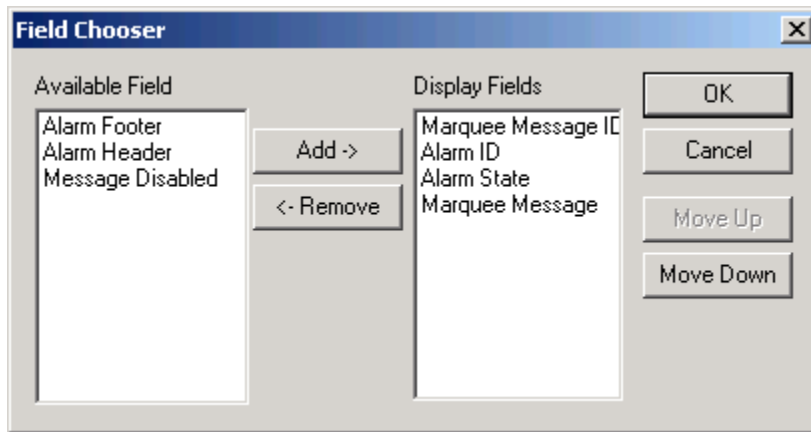 Field Chooser
Available Field
Alarm Footer
Alarm Header
Message Disabled
Add ->
<- Remove
Display Fields
Marquee Message ID
Alarm ID
Alarm State
Marquee Message
OK
Cancel
Move Up
Move Down